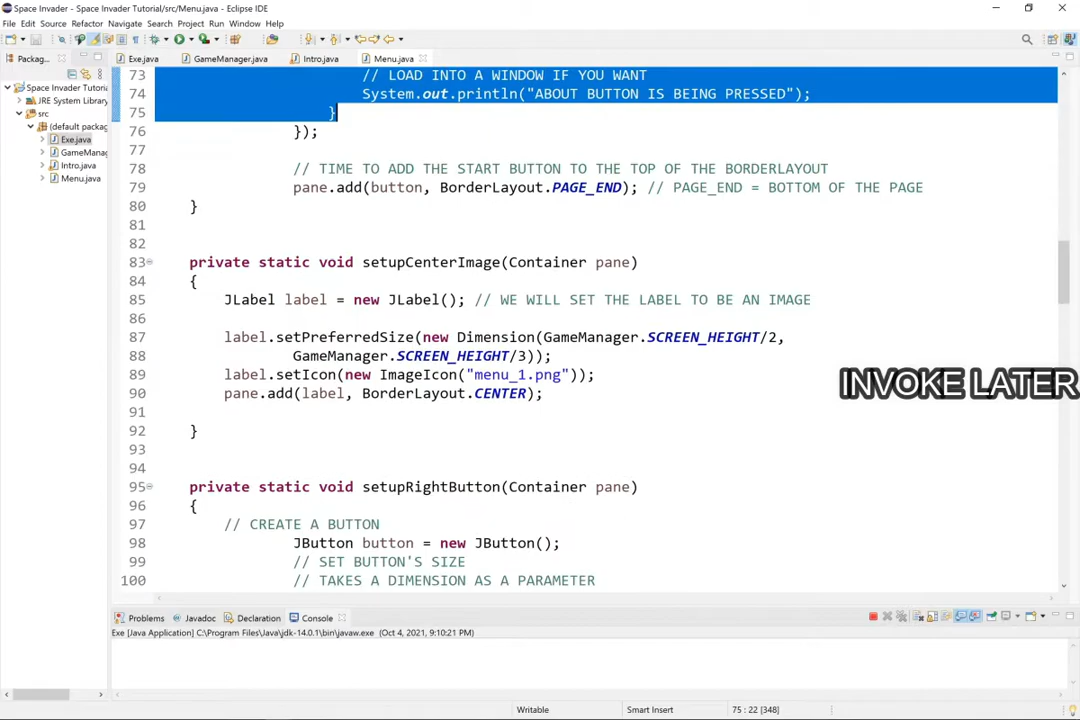 Space Invader - Space Invader Tutorial/src/Menu.java - Eclipse IDE
File Edit Source Refactor Navigate Search Project Run Window Help
Packag...
Exe.java GameManager.java Intro.java Menu.java
Space Invader Tutoria
JRE System Library
src
(default packag
Exe.java
GameManag
Intro.java
Menu.java
73 // LOAD INTO A WINDOW IF YOU WANT
74 System.out.println("ABOUT BUTTON IS BEING PRESSED");
75 }
76 });
77
78 // TIME TO ADD THE START BUTTON TO THE TOP OF THE BORDERLAYOUT
79 pane.add(button, BorderLayout.PAGE_END); // PAGE_END = BOTTOM OF THE PAGE
80 }
81
82
83 private static void setupCenterImage(Container pane)
84 {
85 JLabel label = new JLabel(); // WE WILL SET THE LABEL TO BE AN IMAGE
86
87 label.setPreferredSize(new Dimension(GameManager.SCREEN_HEIGHT/2,
88 GameManager.SCREEN_HEIGHT/3));
89 label.setIcon(new ImageIcon("menu_1.png"));
90 pane.add(label, BorderLayout.CENTER);
91
92 }
93
94
95 private static void setupRightButton(Container pane)
96 {
97 // CREATE A BUTTON
98 JButton button = new JButton();
99 // SET BUTTON'S SIZE
100 // TAKES A DIMENSION AS A PARAMETER
INVOKE LATER
Problems Javadoc Declaration Console
Exe [Java Application] C:\Program Files\Java\jdk-14.0.1\bin\javaw.exe (Oct 4, 2021, 9:10:21 PM)
Writable Smart Insert 75 : 22 [348]